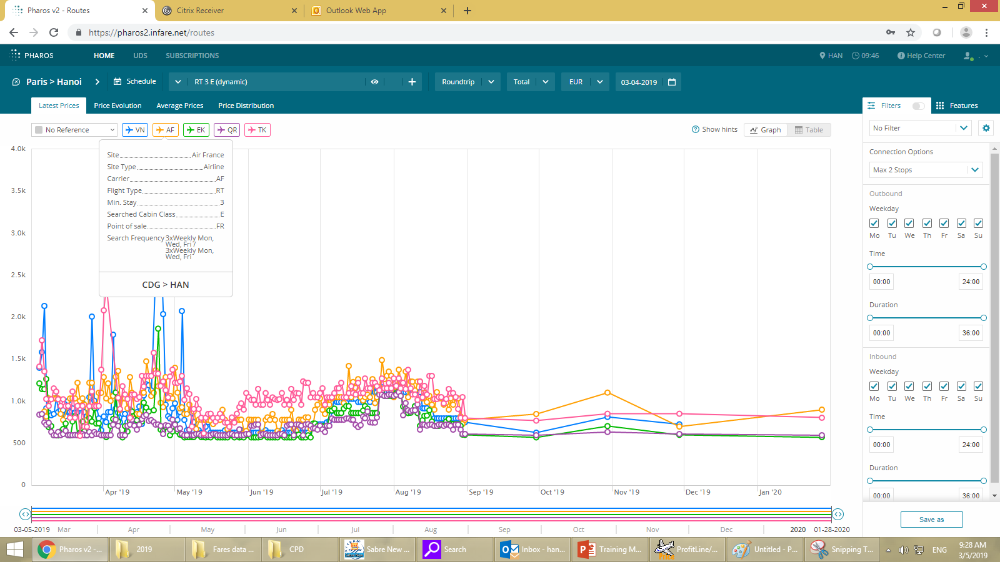 Pharos v2 - Routes
Citrix Receiver
Outlook Web App
https://pharos2.infare.net/routes
PHAROS
HOME
UDS
SUBSCRIPTIONS
HAN
09:46
Help Center
Paris > Hanoi
Schedule
RT 3 E (dynamic)
Roundtrip
Total
EUR
03-04-2019
Latest Prices
Price Evolution
Average Prices
Price Distribution
Filters
Features
No Reference
VN
AF
EK
QR
TK
Show hints
Graph
Table
Site Air France
Site Type Airline
Carrier AF
Flight Type RT
Min. Stay 3
Searched Cabin Class E
Point of sale FR
Search Frequency 3xWeekly Mon,
Wed, Fri /
3xWeekly Mon,
Wed, Fri
CDG > HAN
4.0k
3.5k
3.0k
2.5k
2.0k
1.5k
1.0k
500
0
Apr '19
May '19
Jun '19
Jul '19
Aug '19
Sep '19
Oct '19
Nov '19
Dec '19
Jan '20
03-05-2019
Mar
Apr
May
Jun
Jul
Aug
Sep
Oct
Nov
Dec
2020
01-28-2020
No Filter
Connection Options
Max 2 Stops
Outbound
Weekday
Mo Tu We Th Fr Sa Su
Time
00:00 24:00
Duration
00:00 36:00
Inbound
Weekday
Mo Tu We Th Fr Sa Su
Time
00:00 24:00
Duration
00:00 36:00
Save as
Pharos v2 -...
2019
Fares data ...
CPD
Sabre New ...
Search
Inbox - han...
Training M...
ProfitLine/...
Untitled - P...
Snipping T...
ENG
9:28 AM
3/5/2019